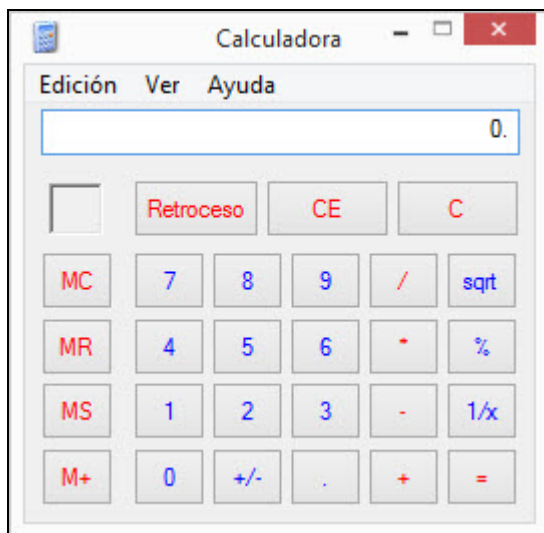 Calculadora
Edición Ver Ayuda
0.
Retroceso CE C
MC 7 8 9 / sqrt
MR 4 5 6 * %
MS 1 2 3 - 1/x
M+ 0 +/- . + =